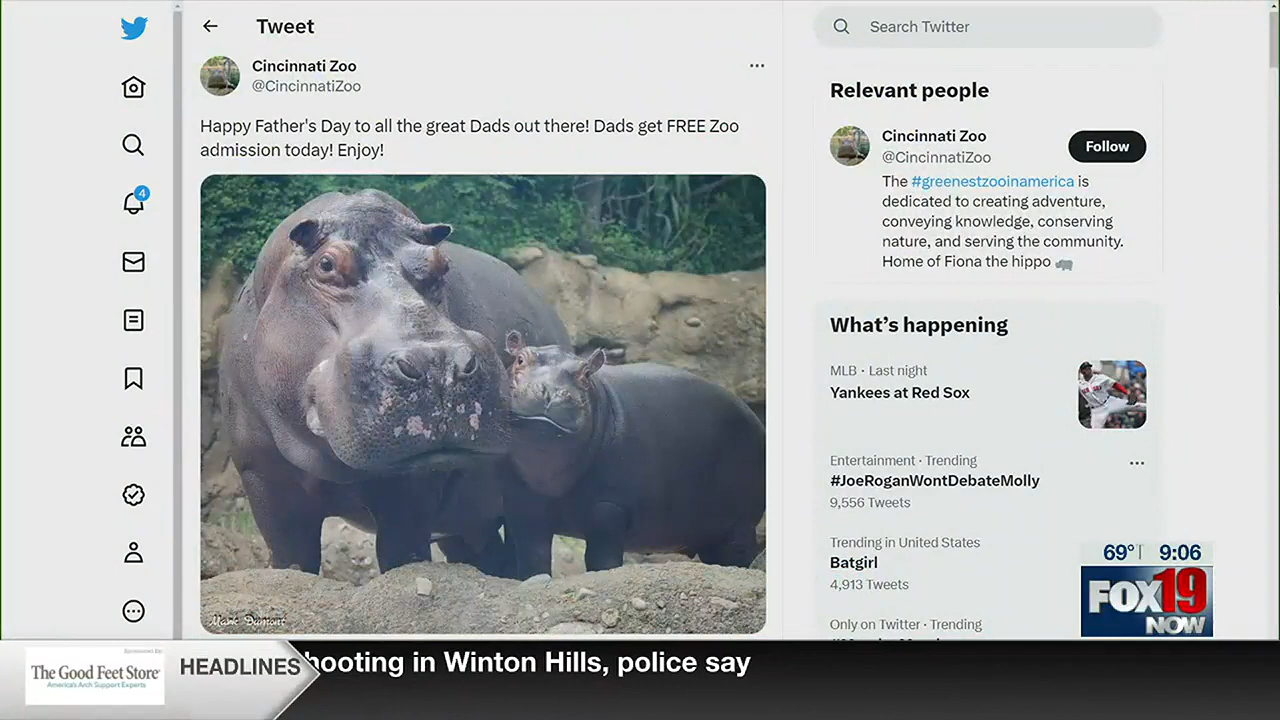 Tweet
Search Twitter
Cincinnati Zoo
@CincinnatiZoo
Happy Father's Day to all the great Dads out there! Dads get FREE Zoo
admission today! Enjoy!
Marie Dumont
Relevant people
Cincinnati Zoo
@CincinnatiZoo
Follow
The #greenestzooinamerica is
dedicated to creating adventure,
conveying knowledge, conserving
nature, and serving the community.
Home of Fiona the hippo
What's happening
MLB · Last night
Yankees at Red Sox
Entertainment · Trending
#JoeRoganWontDebateMolly
9,556 Tweets
Trending in United States
Batgirl
4,913 Tweets
Only on Twitter · Trending
4
69° 9:06
FOX19
NOW
Sponsored By:
The Good Feet Store
America's Arch Support Experts
HEADLINES
hooting in Winton Hills, police say